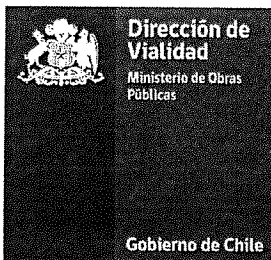 Dirección de
Vialidad
Ministerio de Obras
Públicas
Gobierno de Chile